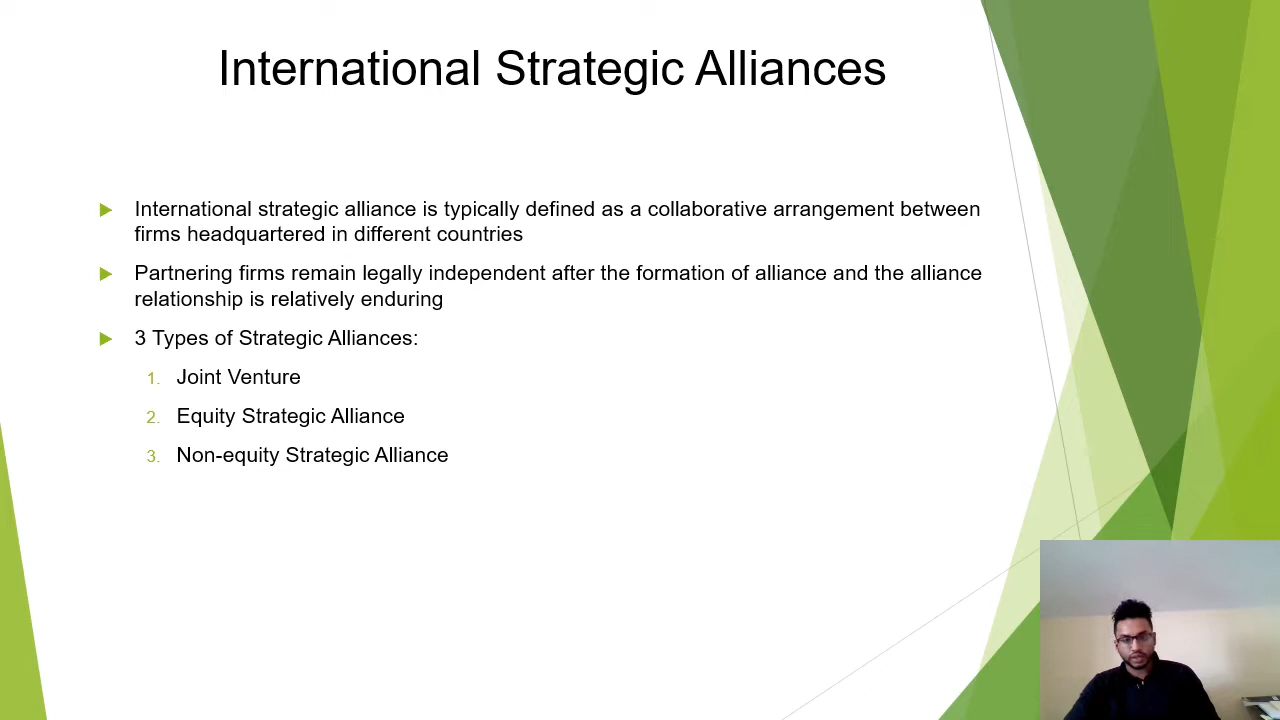 International Strategic Alliances
International strategic alliance is typically defined as a collaborative arrangement between
firms headquartered in different countries
Partnering firms remain legally independent after the formation of alliance and the alliance
relationship is relatively enduring
3 Types of Strategic Alliances:
1. Joint Venture
2. Equity Strategic Alliance
3. Non-equity Strategic Alliance